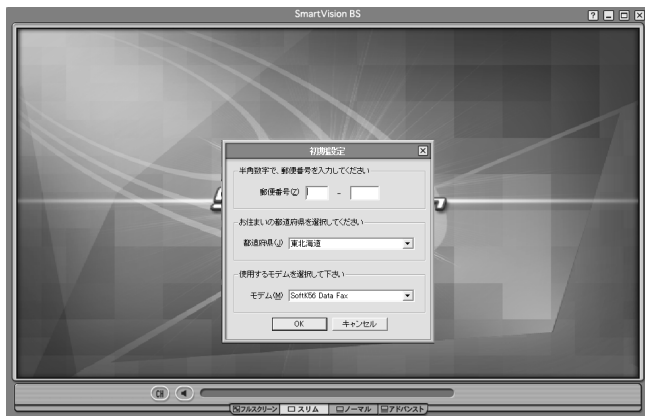 SmartVision BS
初期設定
半角数字で、郵便番号を入力してください
郵便番号(Z) -
お住まいの都道府県を選択してください
都道府県(J) 東北海道
使用するモデムを選択して下さい
モデム(M) SoftK56 Data Fax
OK キャンセル
フルスクリーン スリム ノーマル アドバンスト